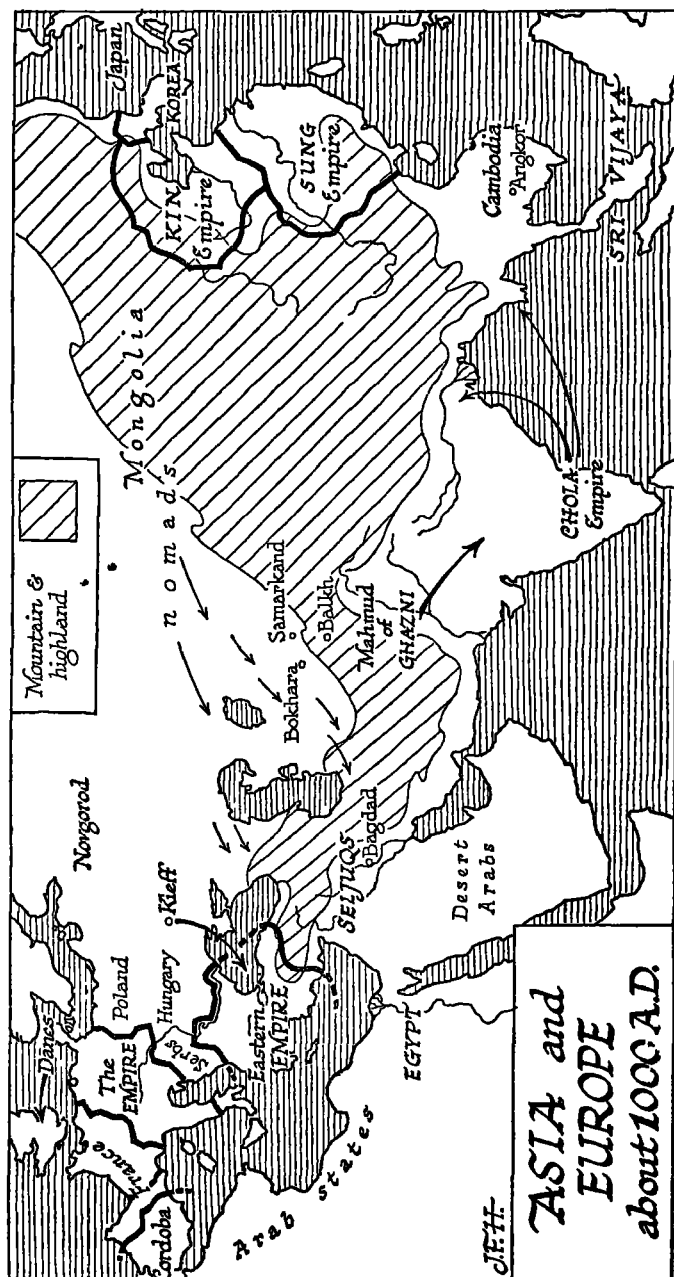 Mountain &
highland
Danes
Novgorod
Poland
Kieff
Hungary
The
EMPIRE
Serbs
France
Cordoba
Eastern
EMPIRE
Arab states
EGYPT
SELJUQS
Bagdad
Desert
Arabs
nomads
Mongolia
Samarkand
Bokhara
Balkh
Mahmud
of
GHAZNI
CHOLA
Empire
KIN
Empire
KOREA
Japan
SUNG
Empire
Cambodia
Angkor
SRI-VIJAYA
J.F.H.
ASIA and
EUROPE
about 1000 A.D.